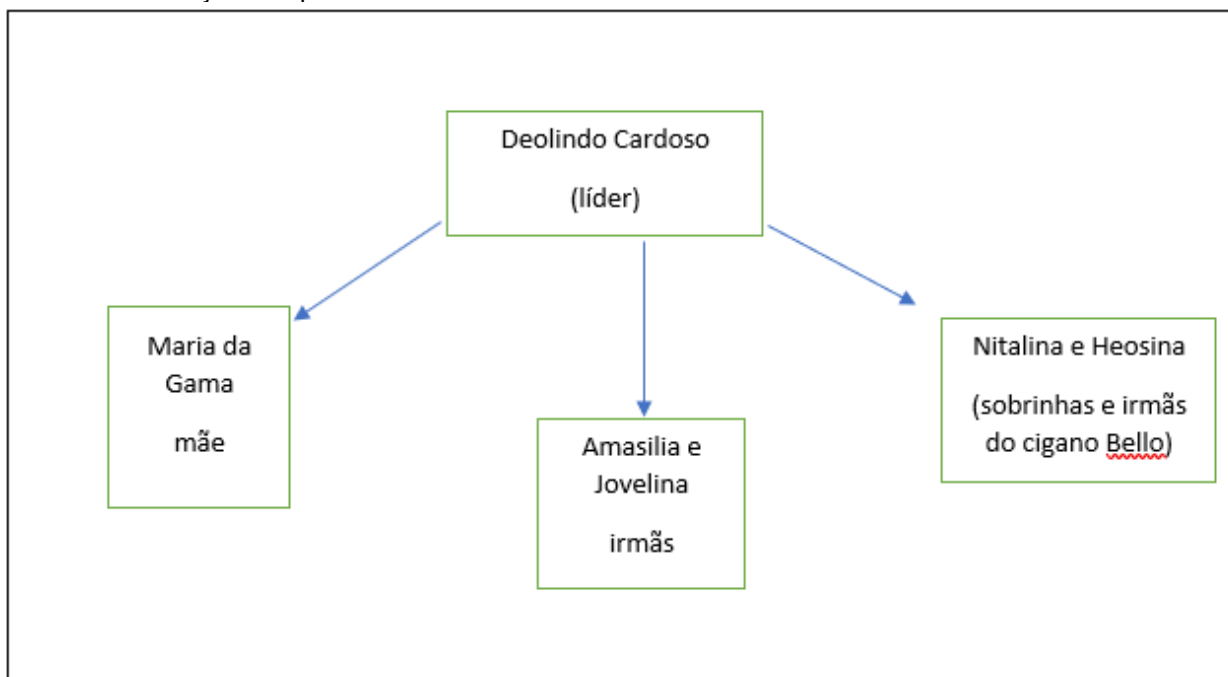 Deolindo Cardoso
(líder)
Maria da
Gama
mãe
Amasilia e
Jovelina
irmãs
Nitalina e Heosina
(sobrinhas e irmãs
do cigano Bello)